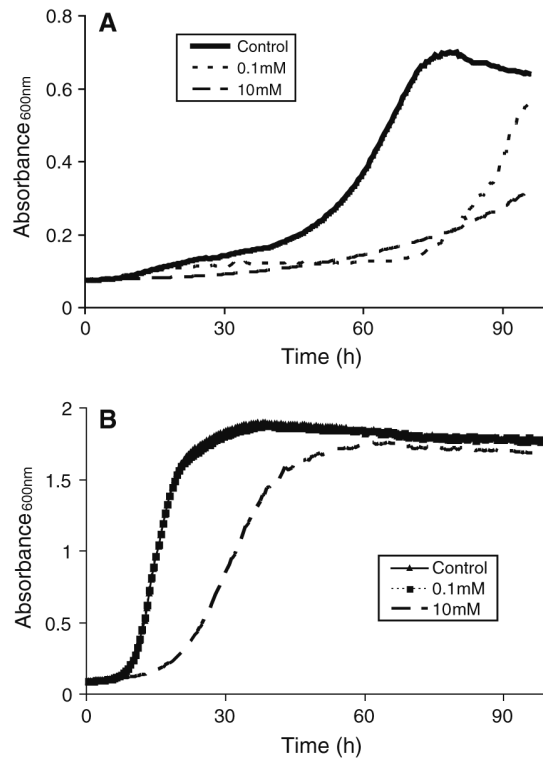 A
0.8
Control
0.1mM
10mM
0.6
Absorbance600nm
0.4
0.2
0
0 30 60 90
Time (h)
B
2
1.5
Absorbance600nm
1
Control
0.1mM
10mM
0.5
0
0 30 60 90
Time (h)